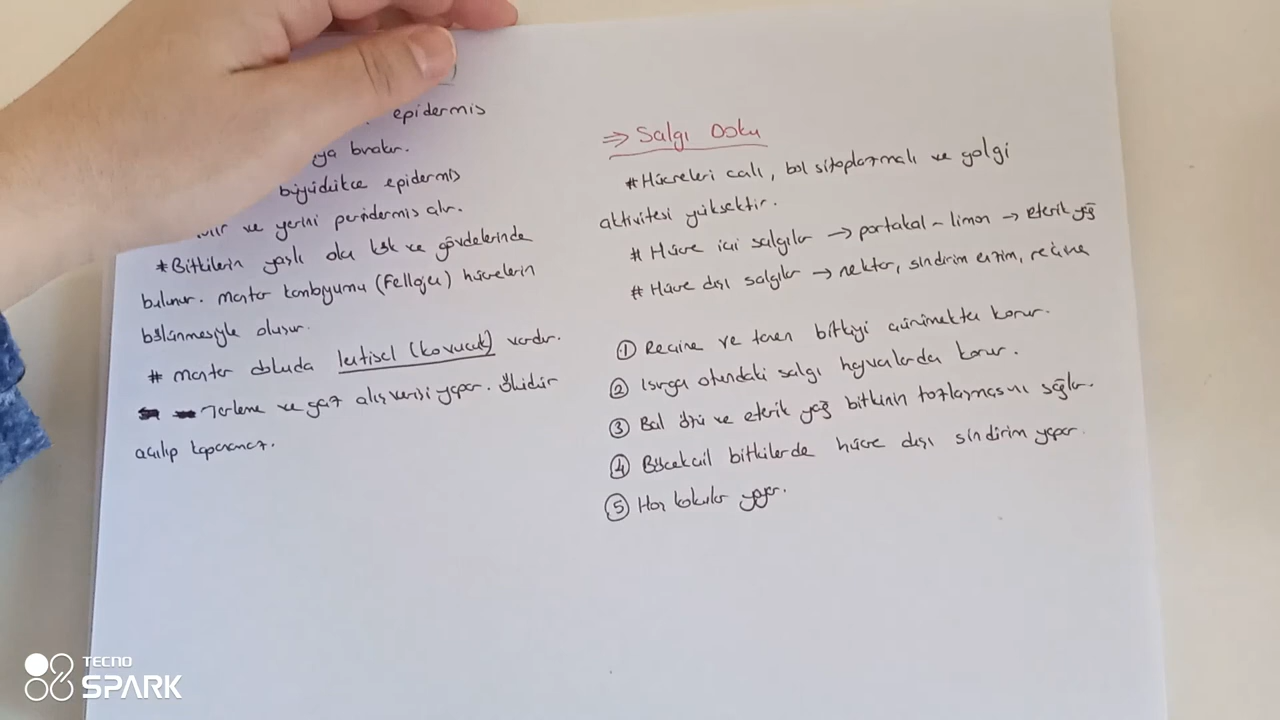 epidermis
bırakır.
büyüdükçe epidermis
ve yerini peridermis alır.
*Bitkilerin yaşlı olan kök ve gövdelerinde
bulunur. mantar kambiyumu (Fellojen) hücrelerin
bölünmesiyle oluşur.
# mantar dokuda lentisel (kovucuk) vardır.
Terleme ve gaz alışverişi yapar. Ölüdür
açılıp kapanamaz.
⇒ Salgı Doku
#Hücreleri canlı, bol sitoplazmalı ve golgi
aktivitesi yüksektir.
# Hücre içi salgılar → portakal - limon → eterik yağ
# Hücre dışı salgılar → nektar, sindirim enzim, reçine
① Reçine ve tanen bitkiyi çürümekten korur.
② Isırgan otundaki salgı hayvanlardan korur.
③ Bal özü ve eterik yağ bitkinin tozlaşmasını sağlar.
④ Böcekcil bitkilerde hücre dışı sindirim yapar.
⑤ Hoş kokular yayar.
TECNO
SPARK